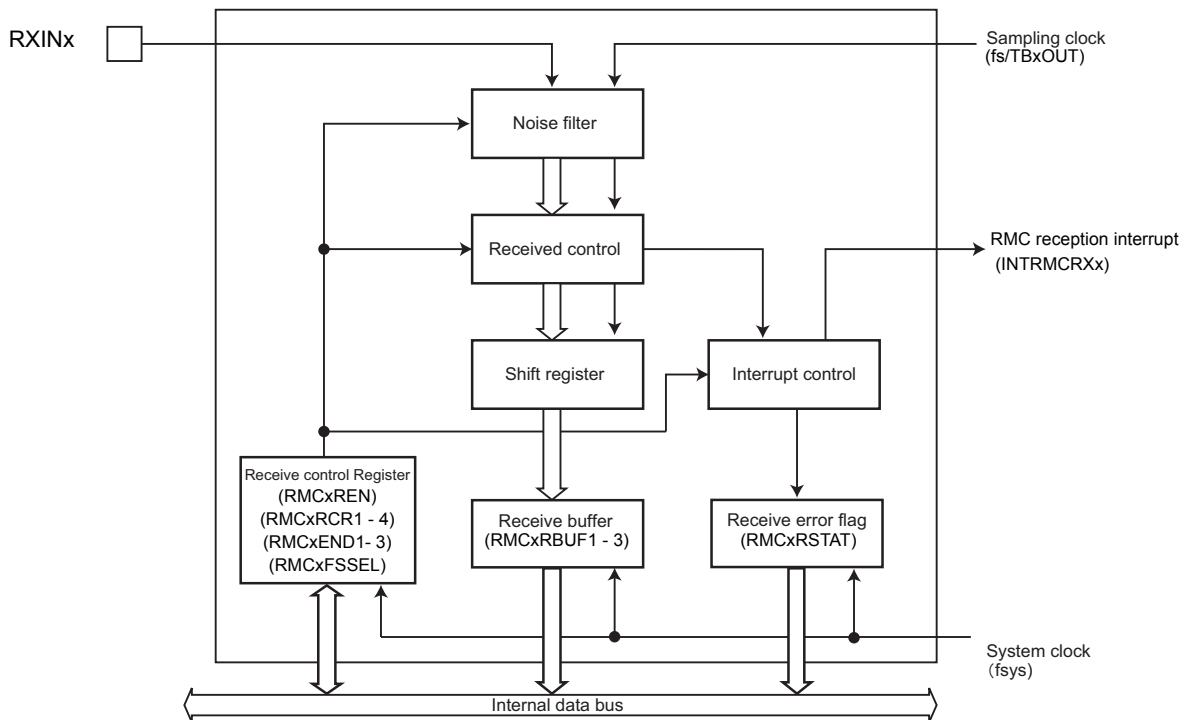 RXINx
Sampling clock
(fs/TBxOUT)
Noise filter
Received control
RMC reception interrupt
(INTRMCRXx)
Shift register
Interrupt control
Receive control Register
(RMCxREN)
(RMCxRCR1 - 4)
(RMCxEND1- 3)
(RMCxFSSEL)
Receive buffer
(RMCxRBUF1 - 3)
Receive error flag
(RMCxRSTAT)
System clock
(fsys)
Internal data bus